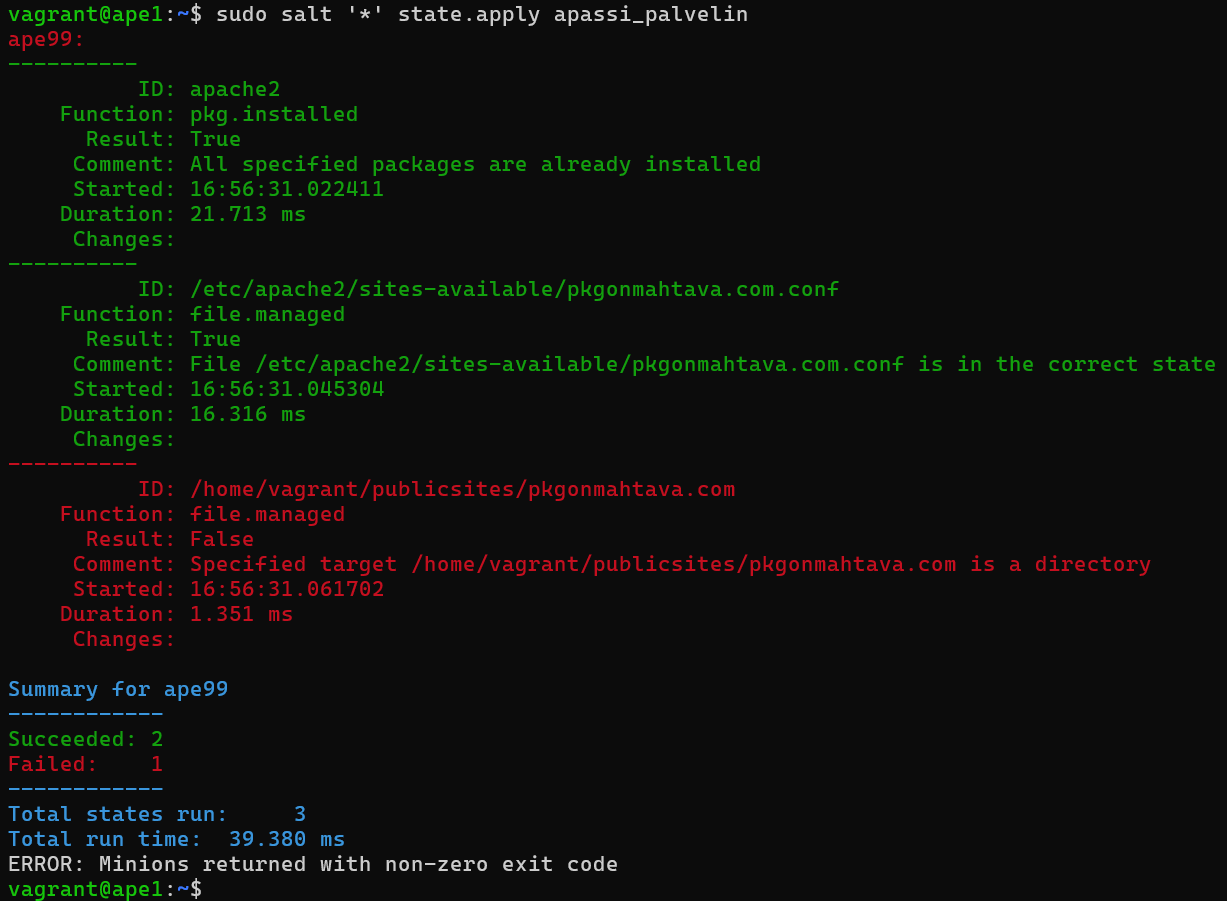 vagrant@ape1:~$ sudo salt '*' state.apply apassi_palvelin
ape99:
----------
          ID: apache2
    Function: pkg.installed
      Result: True
     Comment: All specified packages are already installed
     Started: 16:56:31.022411
    Duration: 21.713 ms
     Changes:
----------
          ID: /etc/apache2/sites-available/pkgonmahtava.com.conf
    Function: file.managed
      Result: True
     Comment: File /etc/apache2/sites-available/pkgonmahtava.com.conf is in the correct state
     Started: 16:56:31.045304
    Duration: 16.316 ms
     Changes:
----------
          ID: /home/vagrant/publicsites/pkgonmahtava.com
    Function: file.managed
      Result: False
     Comment: Specified target /home/vagrant/publicsites/pkgonmahtava.com is a directory
     Started: 16:56:31.061702
    Duration: 1.351 ms
     Changes:

Summary for ape99
------------
Succeeded: 2
Failed:    1
------------
Total states run:     3
Total run time:  39.380 ms
ERROR: Minions returned with non-zero exit code
vagrant@ape1:~$